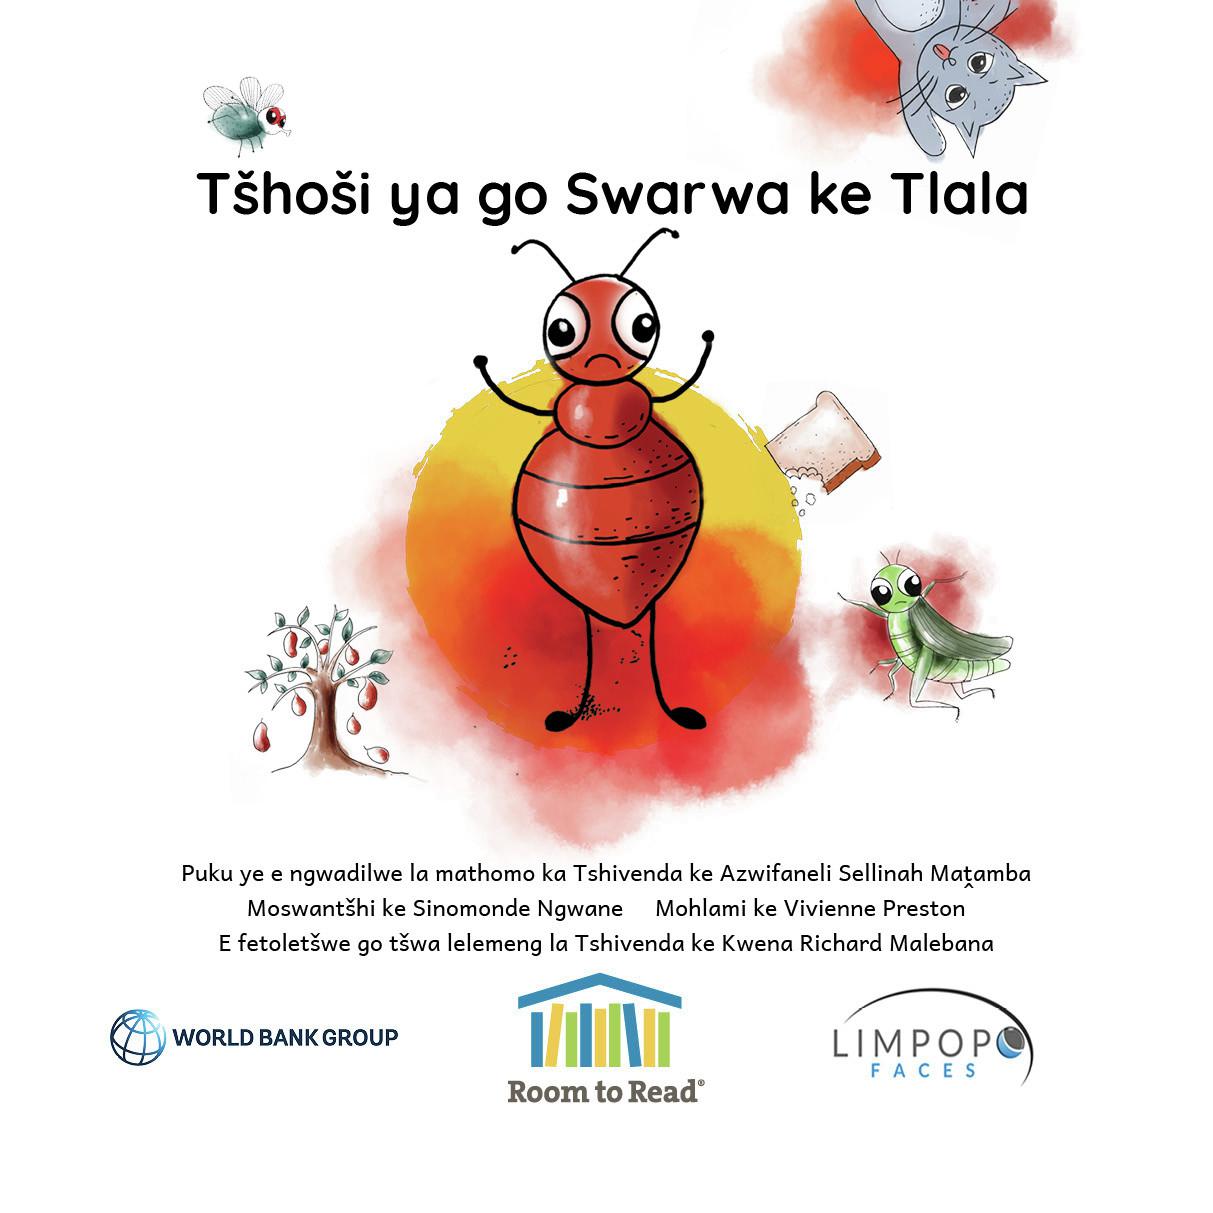 Tšhoši ya go Swarwa ke Tlala
Puku ye e ngwadilwe la mathomo ka Tshivenda ke Azwifaneli Sellinah Maṱamba
Moswantšhi ke Sinomonde Ngwane Mohlami ke Vivienne Preston
E fetoletšwe go tšwa lelemeng la Tshivenda ke Kwena Richard Malebana
WORLD BANK GROUP
Room to Read®
LIMPOPO
FACES